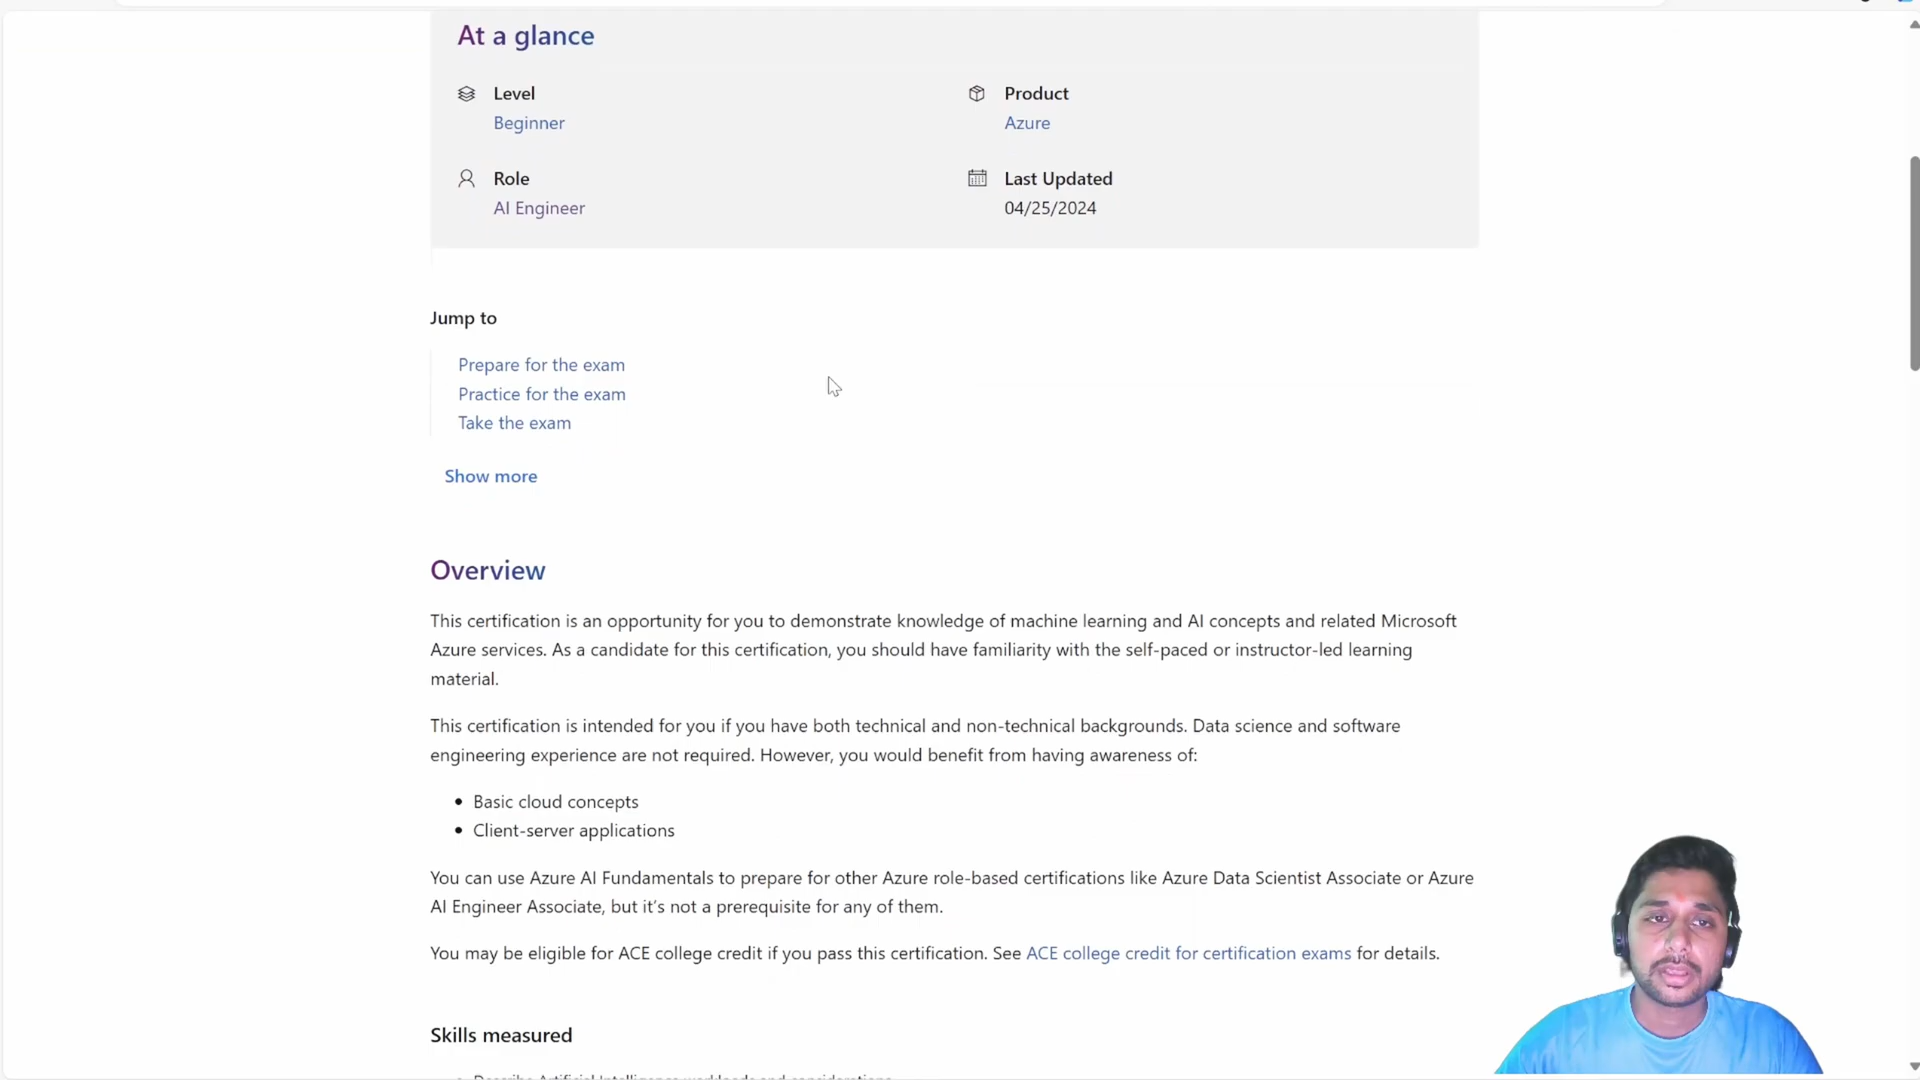 At a glance
Level
Beginner
Product
Azure
Role
AI Engineer
Last Updated
04/25/2024
Jump to
Prepare for the exam
Practice for the exam
Take the exam
Show more
Overview
This certification is an opportunity for you to demonstrate knowledge of machine learning and AI concepts and related Microsoft
Azure services. As a candidate for this certification, you should have familiarity with the self-paced or instructor-led learning
material.
This certification is intended for you if you have both technical and non-technical backgrounds. Data science and software
engineering experience are not required. However, you would benefit from having awareness of:
• Basic cloud concepts
• Client-server applications
You can use Azure AI Fundamentals to prepare for other Azure role-based certifications like Azure Data Scientist Associate or Azure
AI Engineer Associate, but it's not a prerequisite for any of them.
You may be eligible for ACE college credit if you pass this certification. See ACE college credit for certification exams for details.
Skills measured
• Describe Artificial Intelligence workloads and considerations